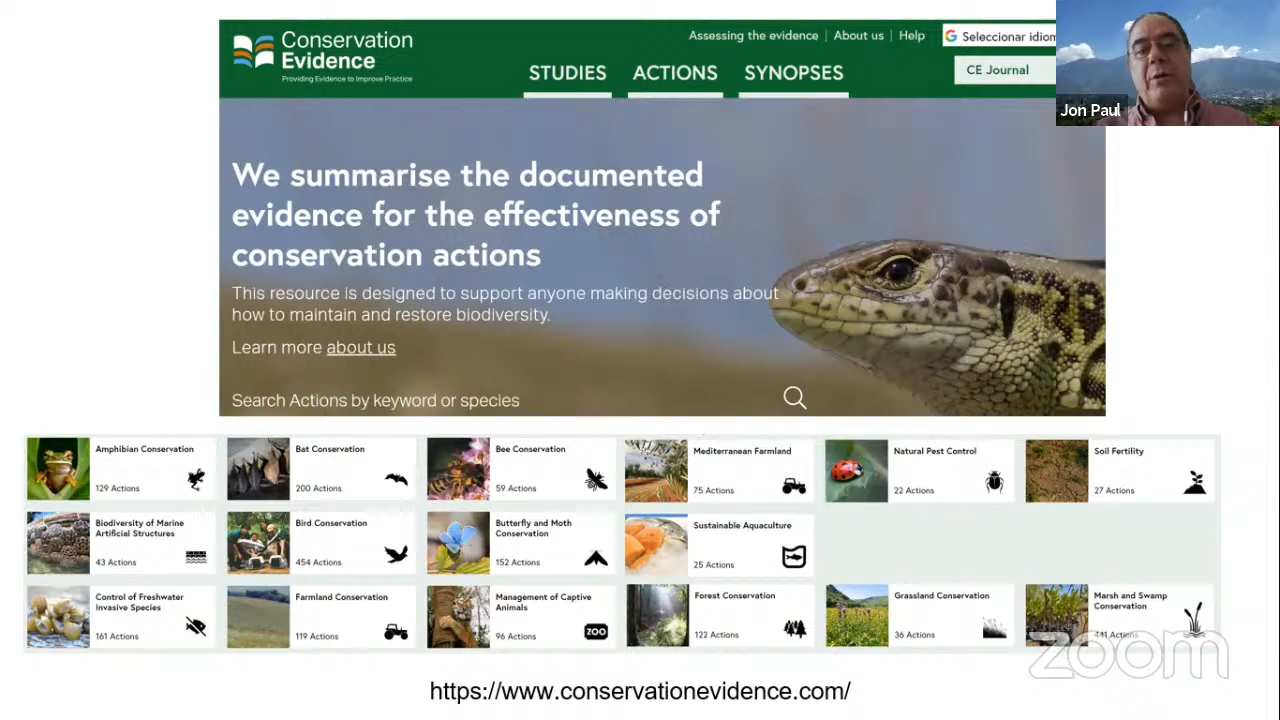 Conservation
Evidence
Providing Evidence to Improve Practice
Assessing the evidence | About us | Help
Seleccionar idiom
STUDIES ACTIONS SYNOPSES
CE Journal
Jon Paul
We summarise the documented
evidence for the effectiveness of
conservation actions
This resource is designed to support anyone making decisions about
how to maintain and restore biodiversity.
Learn more about us
Search Actions by keyword or species
Amphibian Conservation
129 Actions
Bat Conservation
200 Actions
Bee Conservation
59 Actions
Mediterranean Farmland
75 Actions
Natural Pest Control
22 Actions
Soil Fertility
27 Actions
Biodiversity of Marine
Artificial Structures
43 Actions
Bird Conservation
454 Actions
Butterfly and Moth
Conservation
152 Actions
Sustainable Aquaculture
25 Actions
Control of Freshwater
Invasive Species
161 Actions
Farmland Conservation
119 Actions
Management of Captive
Animals
96 Actions
ZOO
Forest Conservation
122 Actions
Grassland Conservation
36 Actions
Marsh and Swamp
Conservation
441 Actions
zoom
https://www.conservationevidence.com/